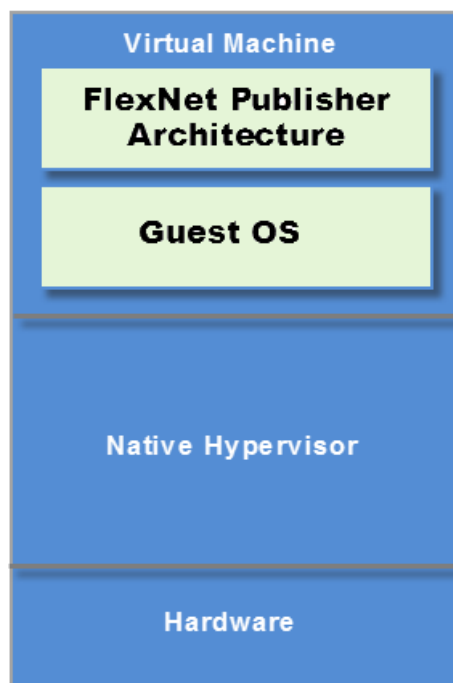 Virtual Machine
FlexNet Publisher
Architecture
Guest OS
Native Hypervisor
Hardware